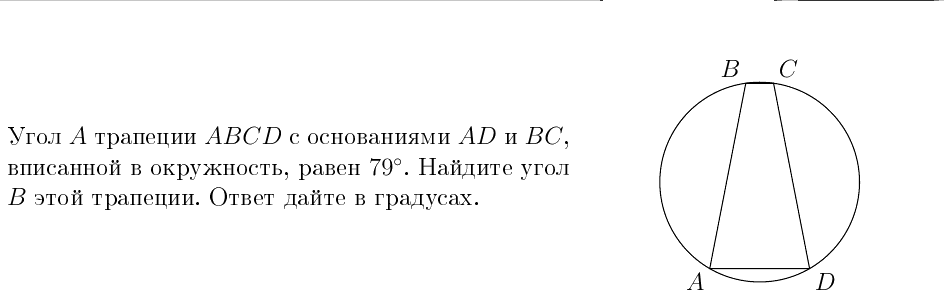 B C
Угол A трапеции ABCD с основаниями AD и BC,
вписанной в окружность, равен 79°. Найдите угол
B этой трапеции. Ответ дайте в градусах.
A D